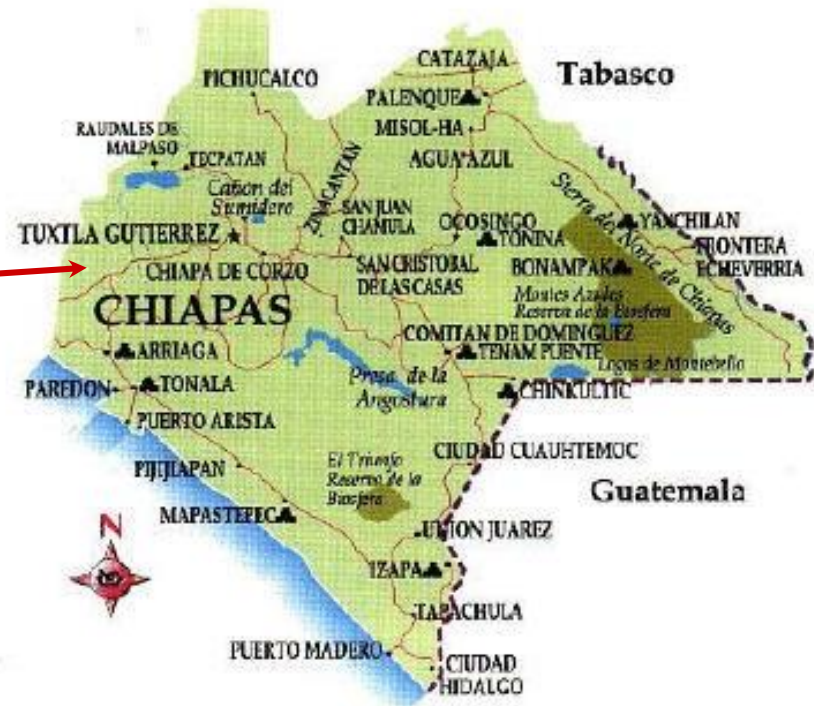 CATAZAJA
Tabasco
PICHUCALCO
PALENQUE
MISOL-HA
RAUDALES DE
MALPASO
TECPATAN
AGUA AZUL
Cañon del
Sumidero
ZINACANTAN
SAN JUAN
CHAMULA
OCOSINGO
TONINA
Sierra del Norte de Chiapas
YAXCHILAN
TUXTLA GUTIERREZ
FRONTERA
ECHEVERRIA
CHIAPA DE CORZO
SAN CRISTOBAL
DE LAS CASAS
BONAMPAK
Montes Azules
Reserva de la Biosfera
CHIAPAS
COMITAN DE DOMINGUEZ
ARRIAGA
TENAM PUENTE
Lagos de Montebello
Presa de la
Angostura
PAREDON
TONALA
CHINKULTIC
PUERTO ARISTA
CIUDAD CUAUHTEMOC
PIJIJIAPAN
El Triunfo
Reserva de la
Biosfera
Guatemala
MAPASTEPEC
N
UNION JUAREZ
IZAPA
TAPACHULA
PUERTO MADERO
CIUDAD
HIDALGO